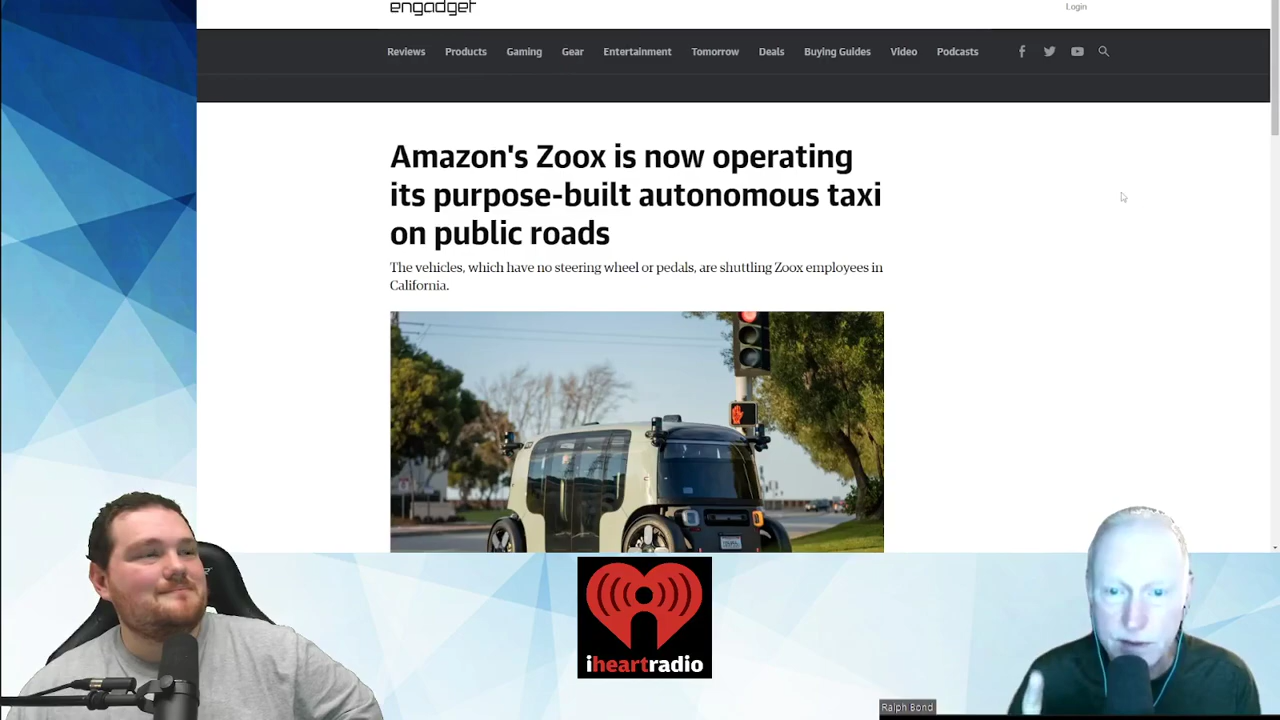 engadget
Login
Reviews Products Gaming Gear Entertainment Tomorrow Deals Buying Guides Video Podcasts
Amazon's Zoox is now operating
its purpose-built autonomous taxi
on public roads
The vehicles, which have no steering wheel or pedals, are shuttling Zoox employees in
California.
iheartradio
Ralph Bond